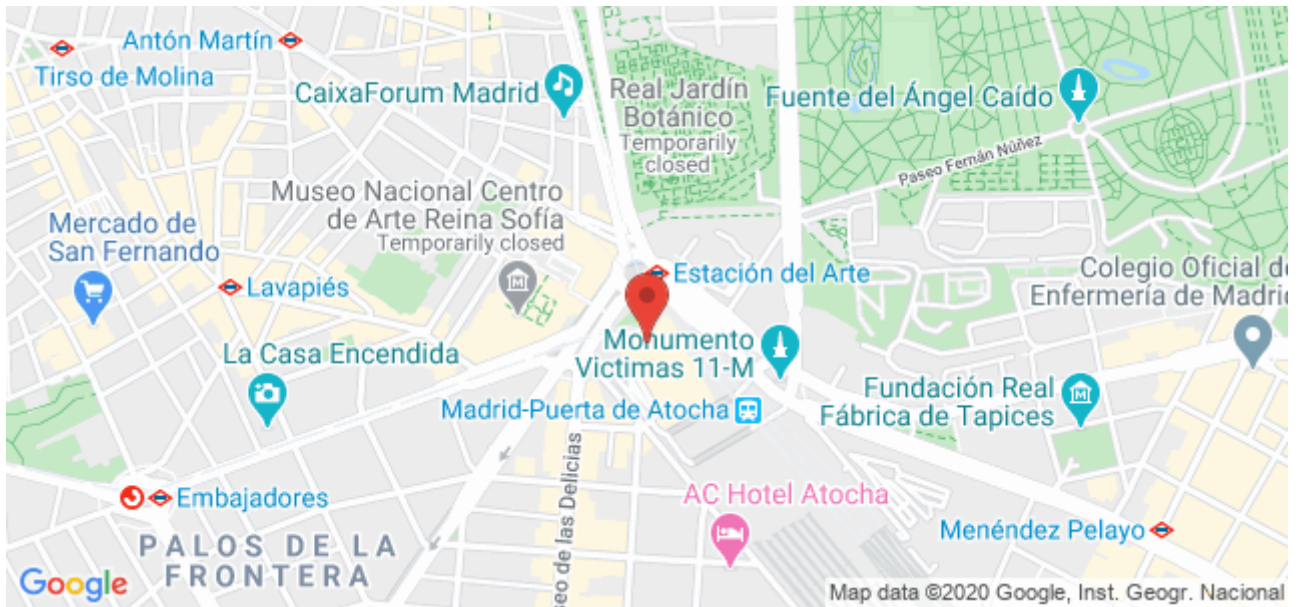 Antón Martín
Tirso de Molina
CaixaForum Madrid
Real Jardín
Botánico
Temporarily
closed
Fuente del Ángel Caído
Paseo Fernán Núñez
Museo Nacional Centro
de Arte Reina Sofía
Temporarily closed
Mercado de
San Fernando
Lavapiés
Estación del Arte
Colegio Oficial d
Enfermería de Madri
La Casa Encendida
Monumento
Victimas 11-M
Madrid-Puerta de Atocha
Fundación Real
Fábrica de Tapices
Embajadores
eo de las Delicias
AC Hotel Atocha
Menéndez Pelayo
PALOS DE LA
FRONTERA
Google
Map data ©2020 Google, Inst. Geogr. Nacional